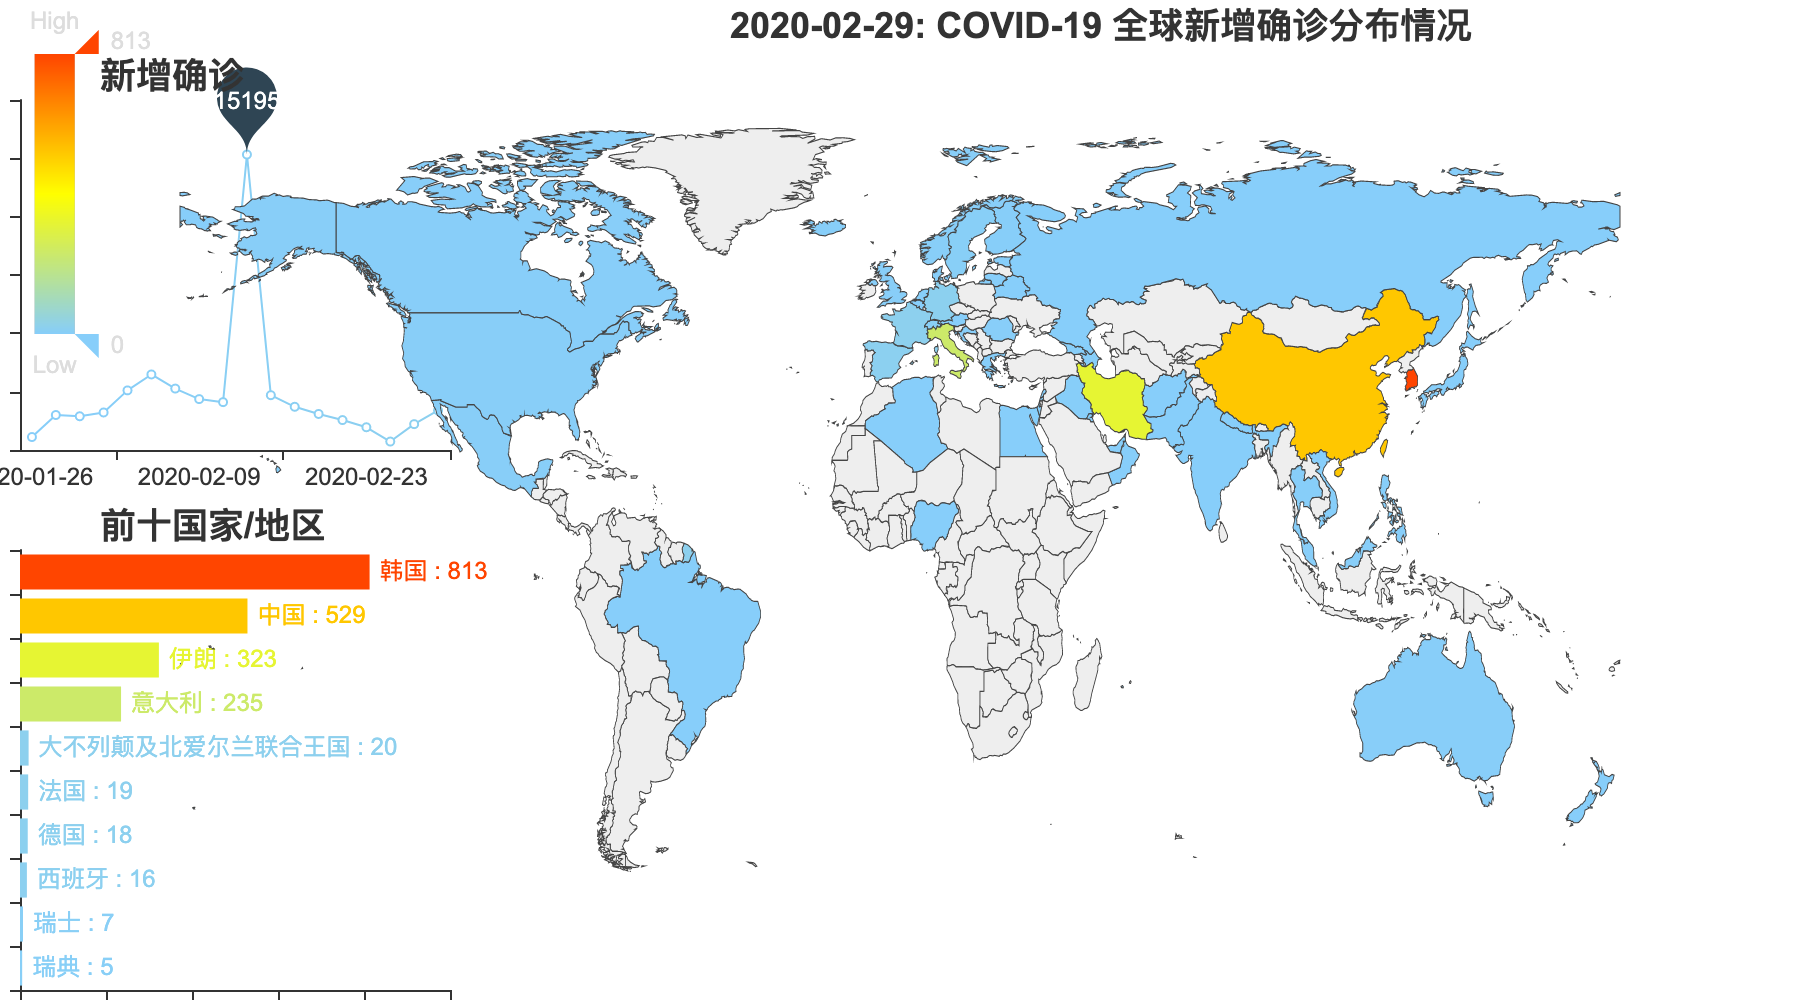 2020-02-29: COVID-19 全球新增确诊分布情况
High
813
新增确诊
15195
0
Low
20-01-26
2020-02-09
2020-02-23
前十国家/地区
韩国 : 813
中国 : 529
伊朗 : 323
意大利 : 235
大不列颠及北爱尔兰联合王国 : 20
法国 : 19
德国 : 18
西班牙 : 16
瑞士 : 7
瑞典 : 5